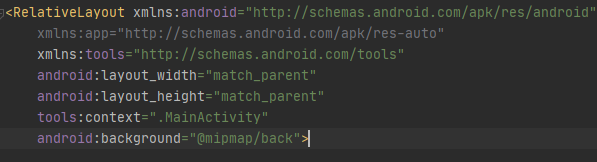 <RelativeLayout xmlns:android="http://schemas.android.com/apk/res/android"
xmlns:app="http://schemas.android.com/apk/res-auto"
xmlns:tools="http://schemas.android.com/tools"
android:layout_width="match_parent"
android:layout_height="match_parent"
tools:context=".MainActivity"
android:background="@mipmap/back">